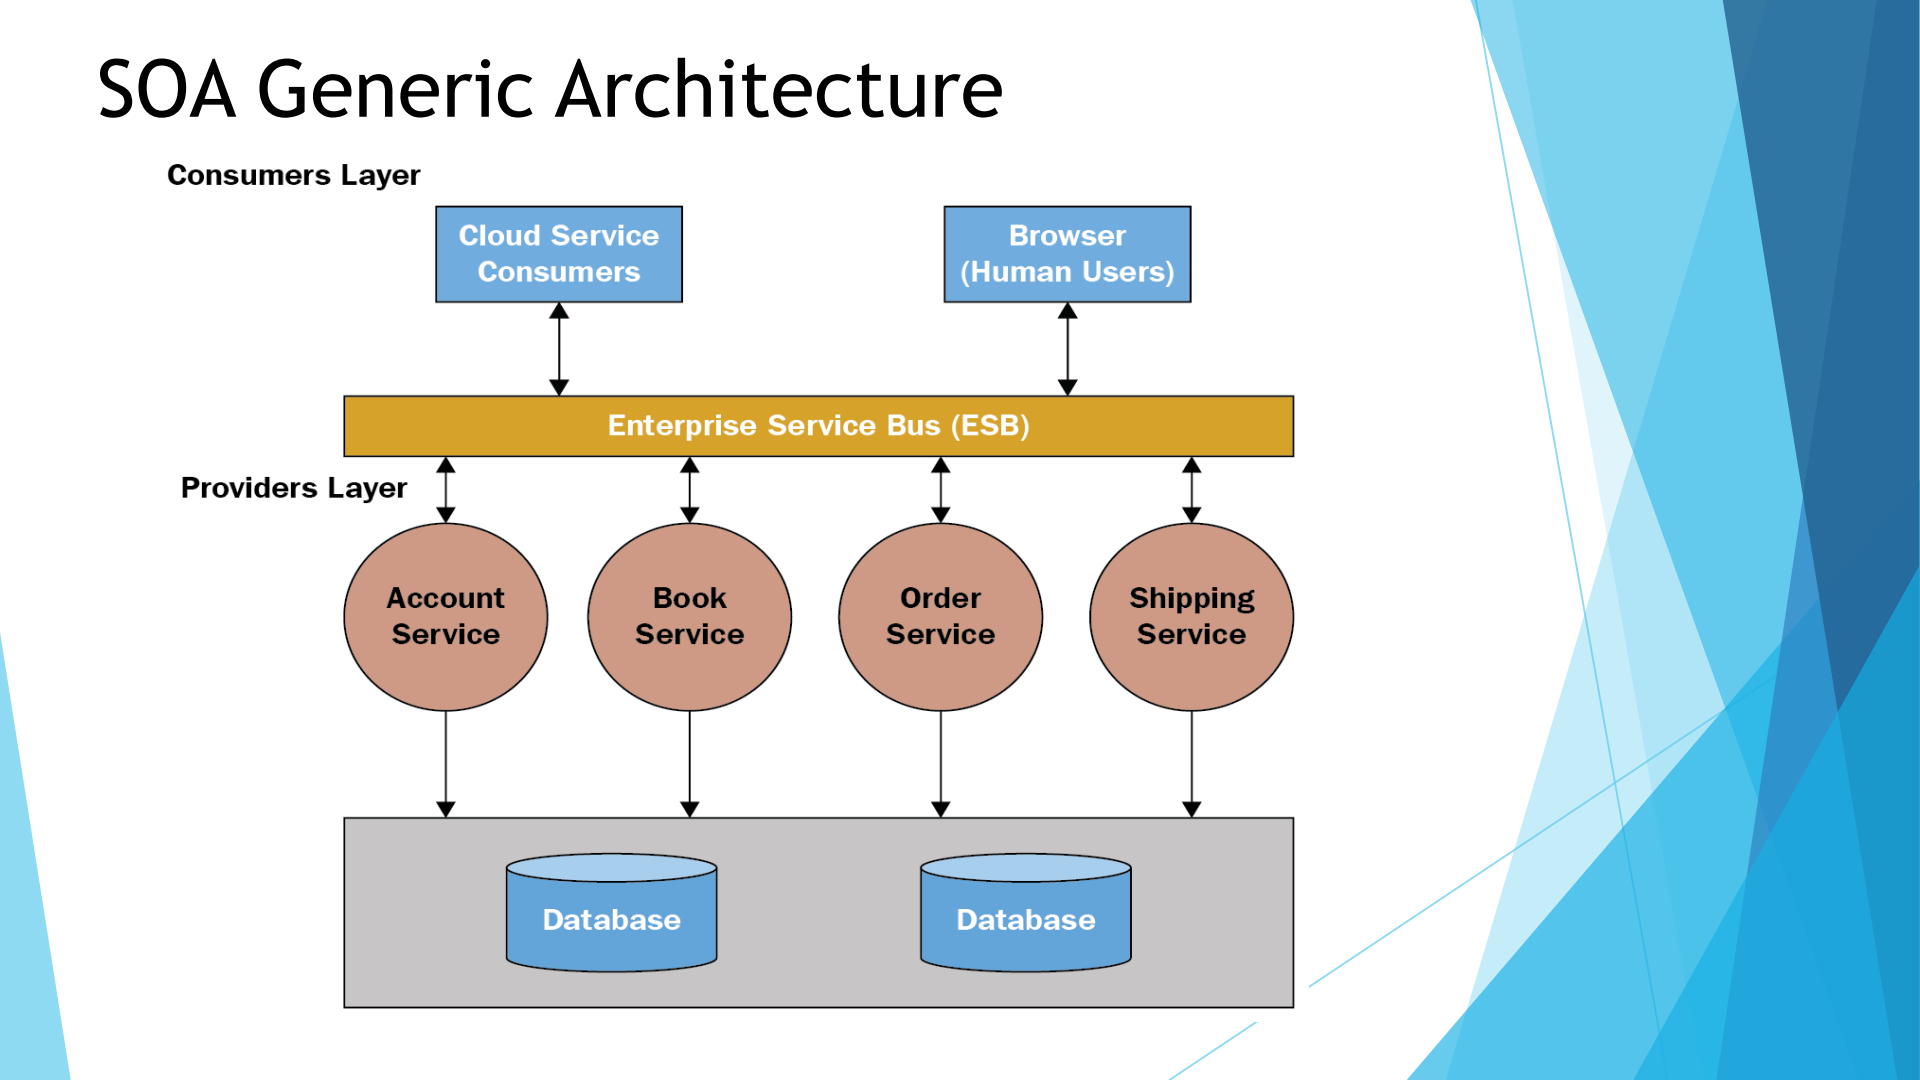 SOA Generic Architecture
Consumers Layer
Cloud Service
Consumers
Browser
(Human Users)
Enterprise Service Bus (ESB)
Providers Layer
Account
Service
Book
Service
Order
Service
Shipping
Service
Database
Database